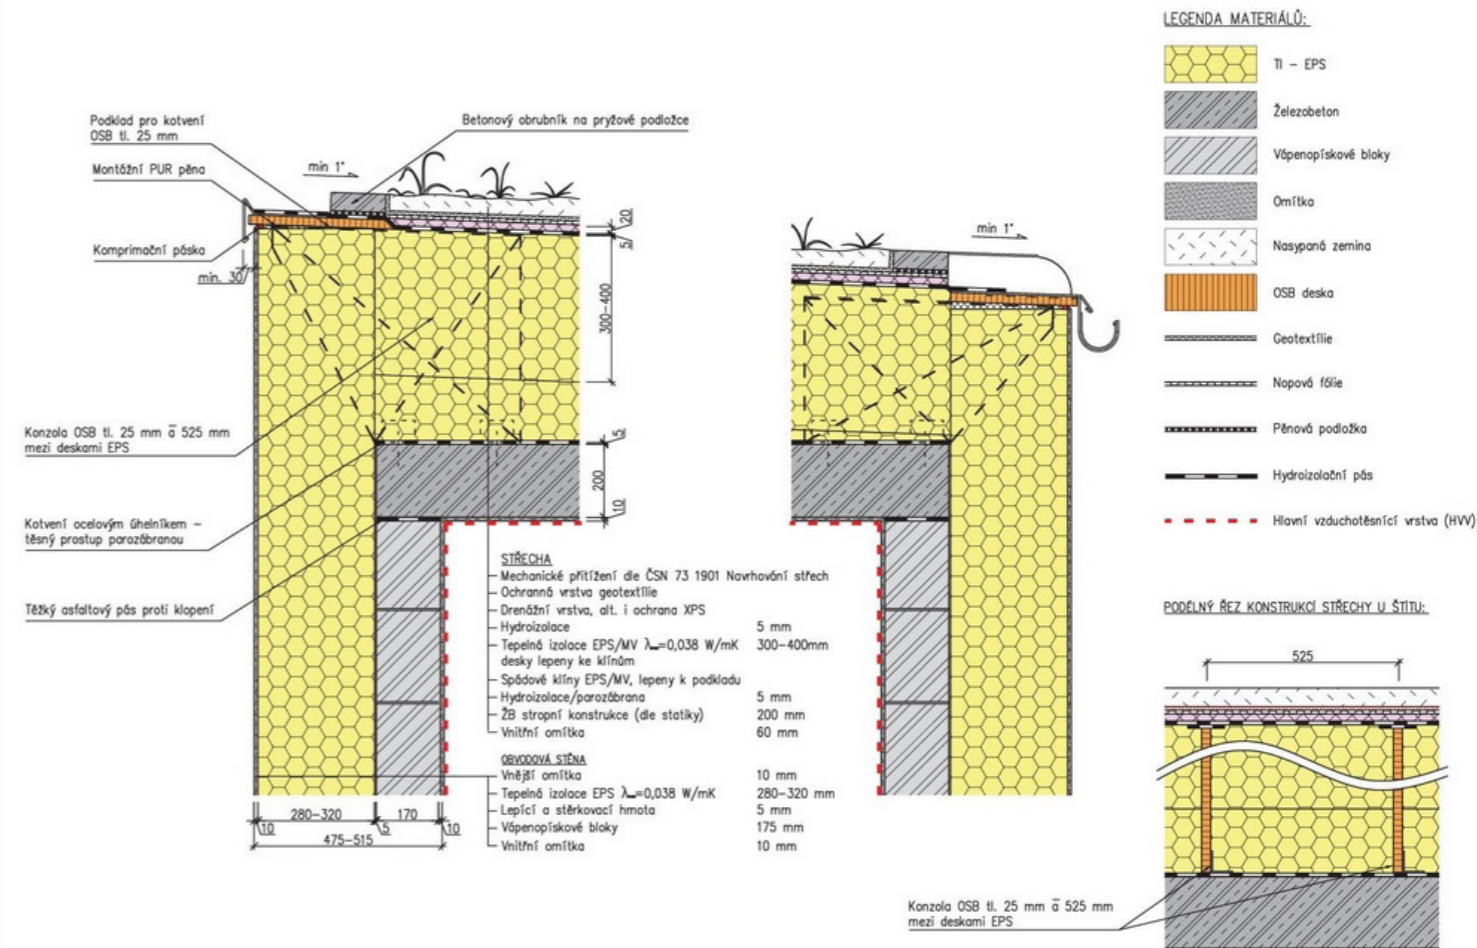 LEGENDA MATERIÁLŮ:
TI – EPS
Železobeton
Vápenopískové bloky
Omítka
Nasypaná zemina
OSB deska
Geotextílie
Nopová fólie
Pěnová podložka
Hydroizolační pás
Hlavní vzduchotěsnící vrstva (HVV)
Podklad pro kotvení
OSB tl. 25 mm
Montážní PUR pěna
Komprimační páska
min. 30
min 1°
Betonový obrubník na pryžové podložce
20
5
300-400
5
200
10
min 1°
Konzola OSB tl. 25 mm ā 525 mm
mezi deskami EPS
Kotvení ocelovým úhelníkem –
těsný prostup parozábranou
Těžký asfaltový pás proti klopení
STŘECHA
Mechanické přitížení dle ČSN 73 1901 Navrhování střech
Ochranná vrstva geotextílie
Drenážní vrstva, alt. i ochrana XPS
Hydroizolace 5 mm
Tepelná izolace EPS/MV λ=0,038 W/mK 300-400mm
desky lepeny ke klínům
Spádové klíny EPS/MV, lepeny k podkladu
Hydroizolace/parozábrana 5 mm
ŽB stropní konstrukce (dle statiky) 200 mm
Vnitřní omítka 60 mm
OBVODOVÁ STĚNA
Vnější omítka 10 mm
Tepelná izolace EPS λ=0,038 W/mK 280-320 mm
Lepící a stěrkovací hmota 5 mm
Vápenopískové bloky 175 mm
Vnitřní omítka 10 mm
280-320 170
10 5 10
475-515
PODÉLNÝ ŘEZ KONSTRUKCÍ STŘECHY U ŠTÍTU:
525
Konzola OSB tl. 25 mm ā 525 mm
mezi deskami EPS